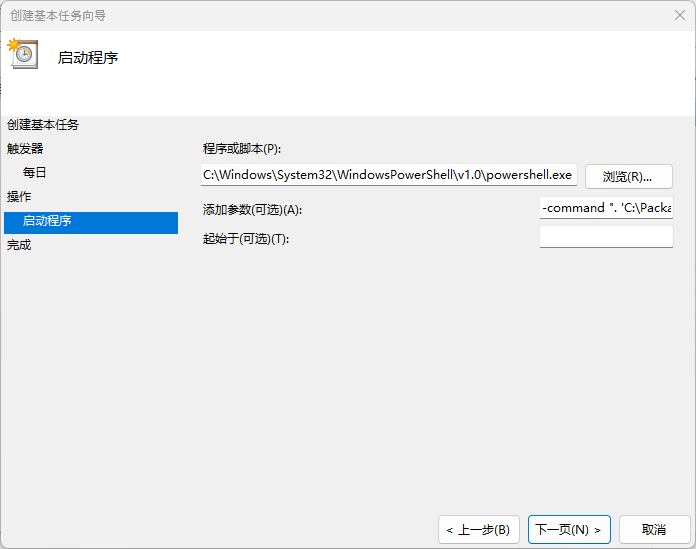 创建基本任务向导
启动程序
创建基本任务
触发器
每日
操作
启动程序
完成
程序或脚本(P):
C:\Windows\System32\WindowsPowerShell\v1.0\powershell.exe
浏览(R)...
添加参数(可选)(A):
-command ". 'C:\Packa
起始于(可选)(T):
< 上一步(B)
下一页(N) >
取消